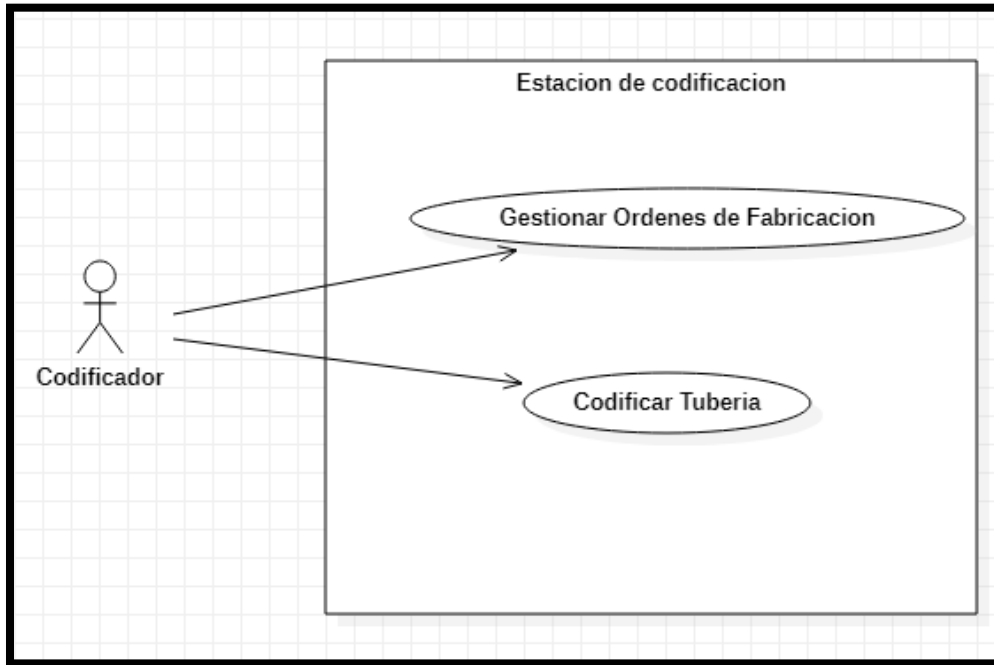 Estacion de codificacion
Gestionar Ordenes de Fabricacion
Codificador
Codificar Tuberia